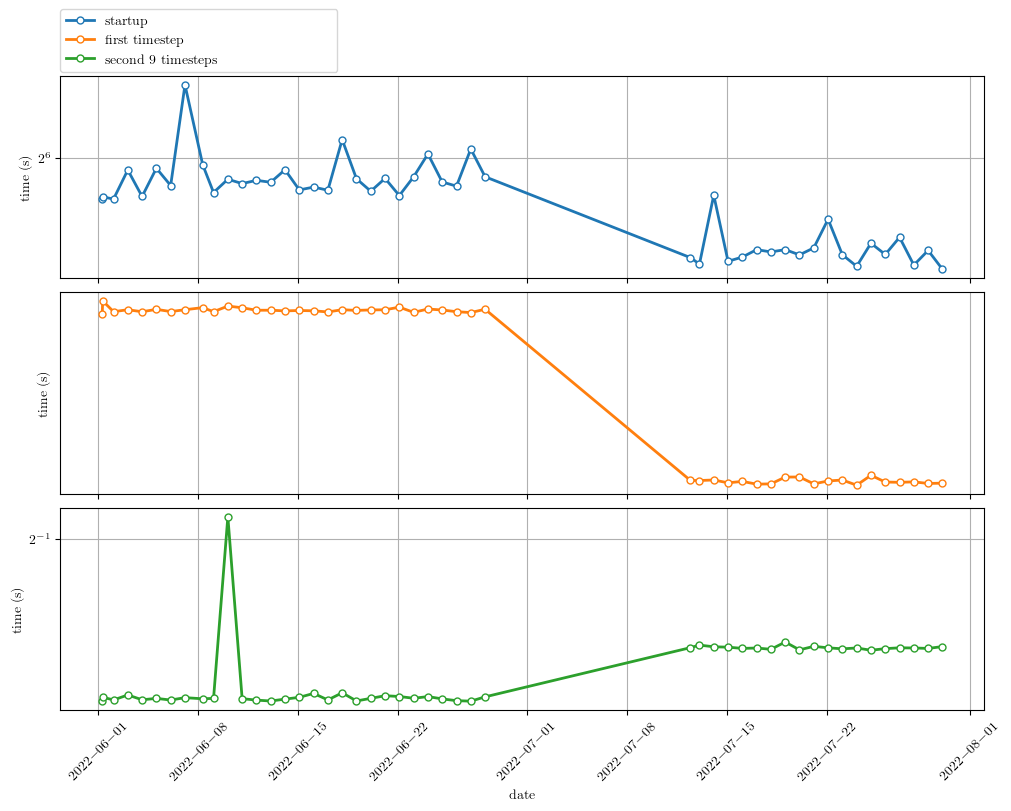 startup
first timestep
second 9 timesteps
time (s)
2⁶
time (s)
time (s)
2⁻¹
2022−06−01
2022−06−08
2022−06−15
2022−06−22
2022−07−01
2022−07−08
2022−07−15
2022−07−22
2022−08−01
date